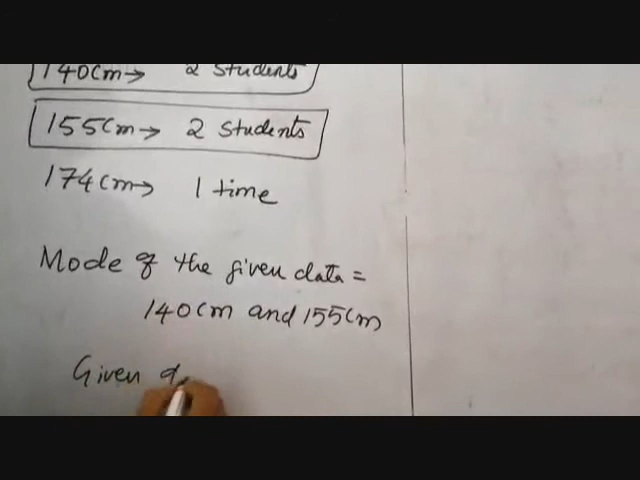 140cm→ 2 students
155cm→ 2 students
174cm→ 1 time
Mode of the given data =
140cm and 155cm
Given d